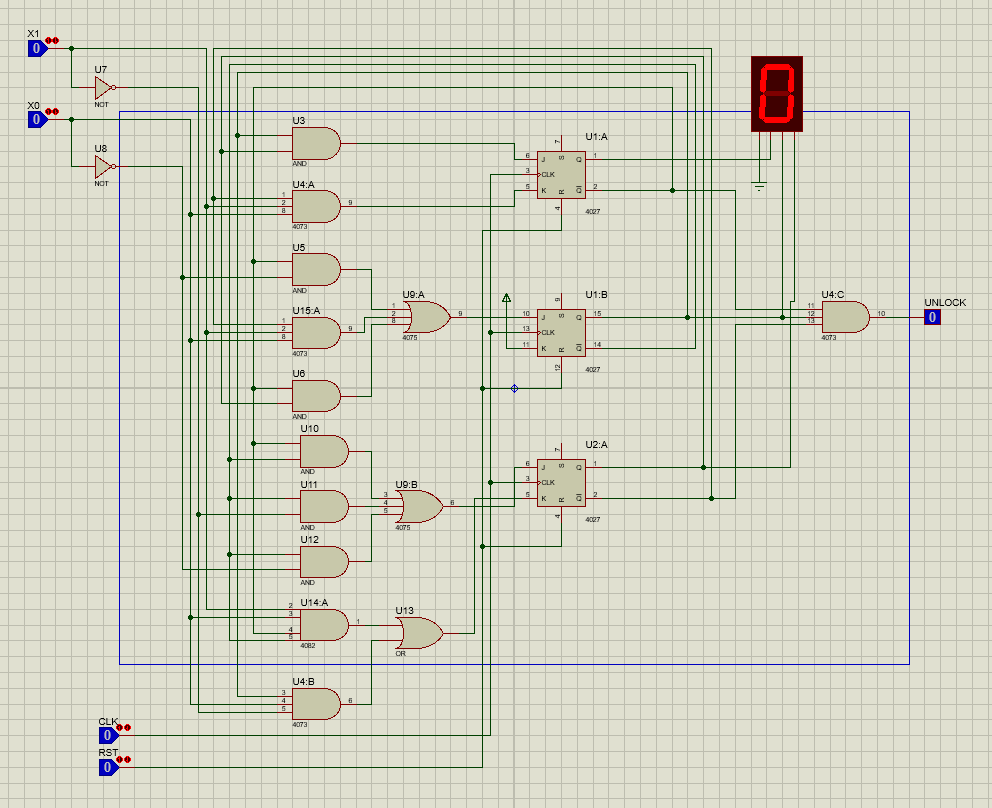 X1
0
U7
NOT
X0
0
U8
NOT
U3
AND
U4:A
1
2
8
9
4073
U5
AND
U15:A
1
2
8
9
4073
U6
AND
U9:A
1
2
8
9
4075
U10
AND
U11
AND
U12
AND
U9:B
3
4
5
6
4075
U14:A
2
3
4
5
1
4082
U13
OR
U4:B
3
4
5
6
4073
CLK
0
RST
0
U1:A
7
6 J S Q 1
3 CLK
5 K R Q 2
4
4027
U1:B
9
10 J S Q 15
13 CLK
11 K R Q 14
12
4027
U2:A
7
6 J S Q 1
3 CLK
5 K R Q 2
4
4027
0
U4:C
11
12
13
10
4073
UNLOCK
0